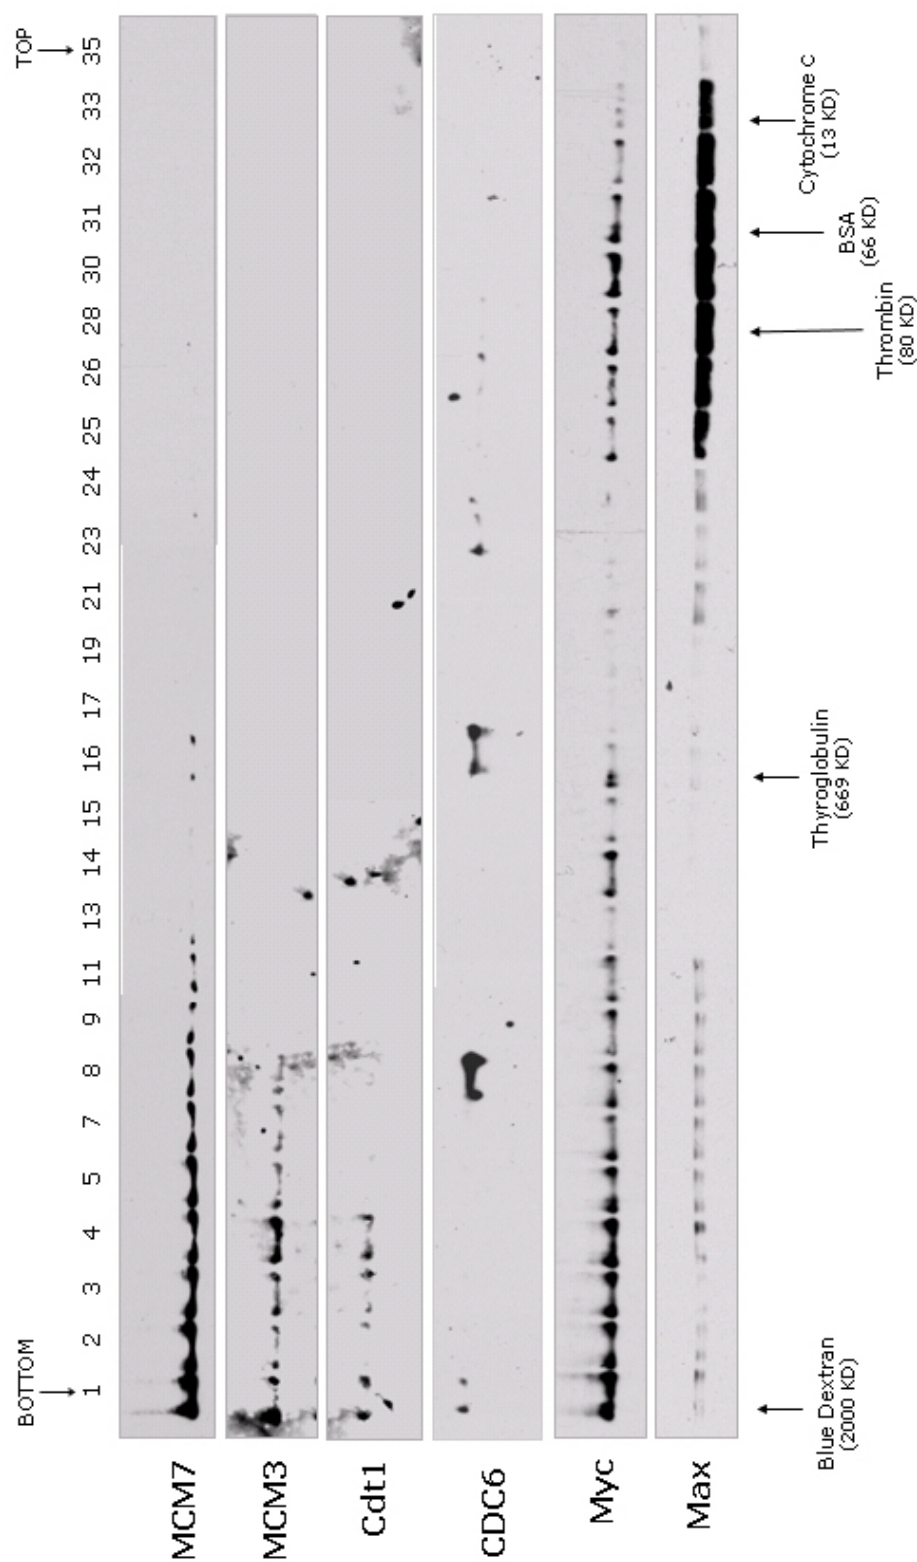 BOTTOM
TOP
1 2 3 4 5 7 8 9 11 13 14 15 16 17 19 21 23 24 25 26 28 30 31 32 33 35
MCM7
MCM3
Cdt1
CDC6
Myc
Max
Blue Dextran
(2000 KD)
Thyroglobulin
(669 KD)
Thrombin
(80 KD)
BSA
(66 KD)
Cytochrome C
(13 KD)